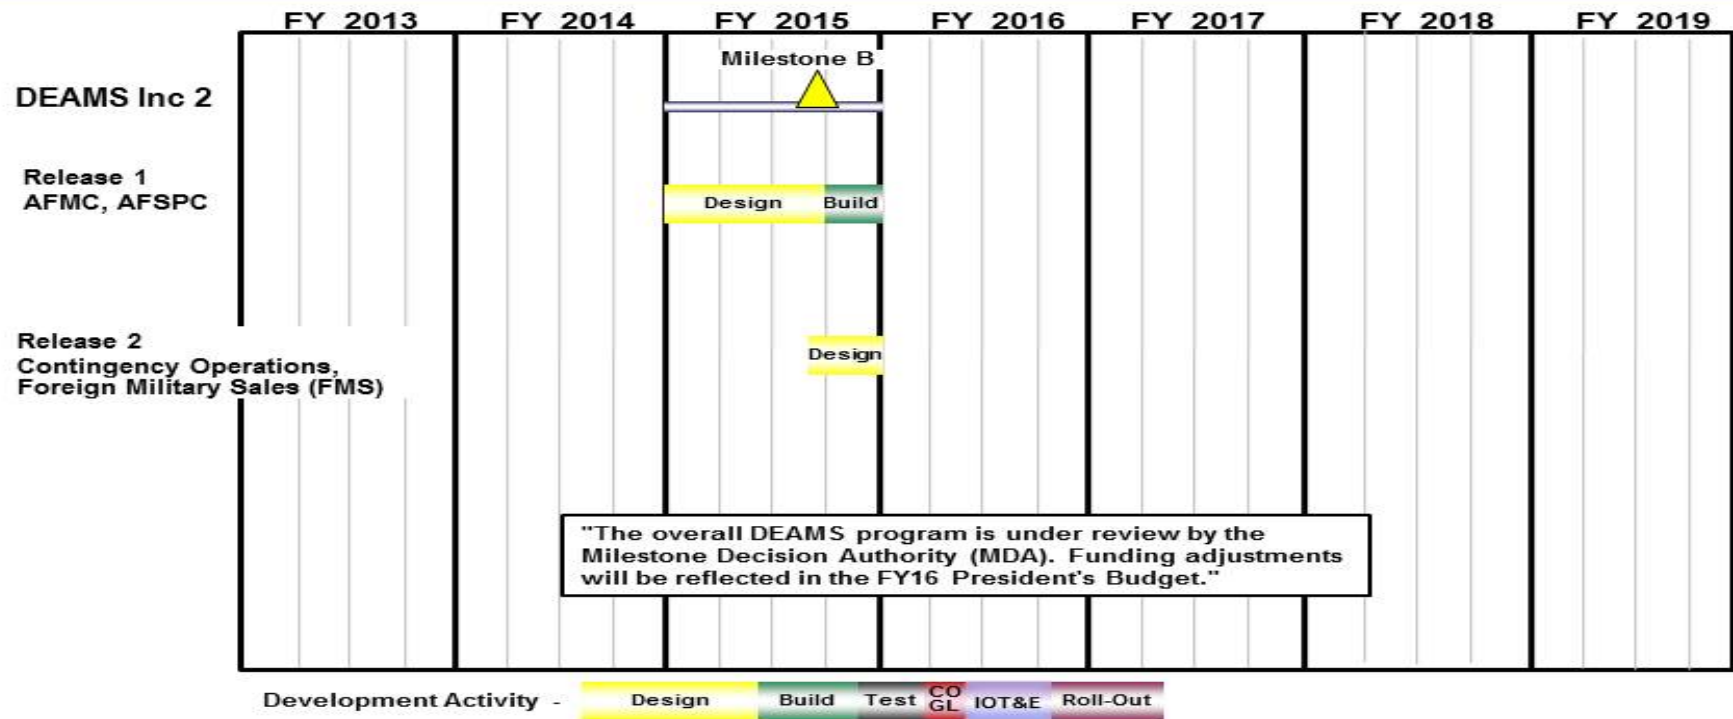 FY 2013 FY 2014 FY 2015 FY 2016 FY 2017 FY 2018 FY 2019
Milestone B
DEAMS Inc 2
Release 1
AFMC, AFSPC
Design Build
Release 2
Contingency Operations,
Foreign Military Sales (FMS)
Design
"The overall DEAMS program is under review by the
Milestone Decision Authority (MDA). Funding adjustments
will be reflected in the FY16 President's Budget."
Development Activity - Design Build Test CO GL IOT&E Roll-Out